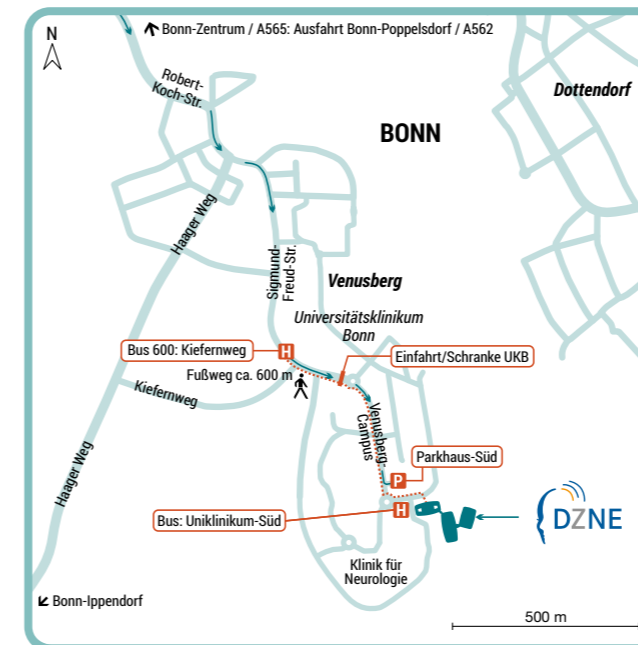 Bonn-Zentrum / A565: Ausfahrt Bonn-Poppelsdorf / A562
N
Robert-
Koch-Str.
Dottendorf
BONN
Haager Weg
Sigmund-
Freud-Str.
Venusberg
Universitätsklinikum
Bonn
Bus 600: Kiefernweg
H
Einfahrt/Schranke UKB
Fußweg ca. 600 m
Kiefernweg
Venusberg-
Campus
Haager Weg
Parkhaus-Süd
P
Bus: Uniklinikum-Süd
H
DZNE
Klinik für
Neurologie
Bonn-Ippendorf
500 m